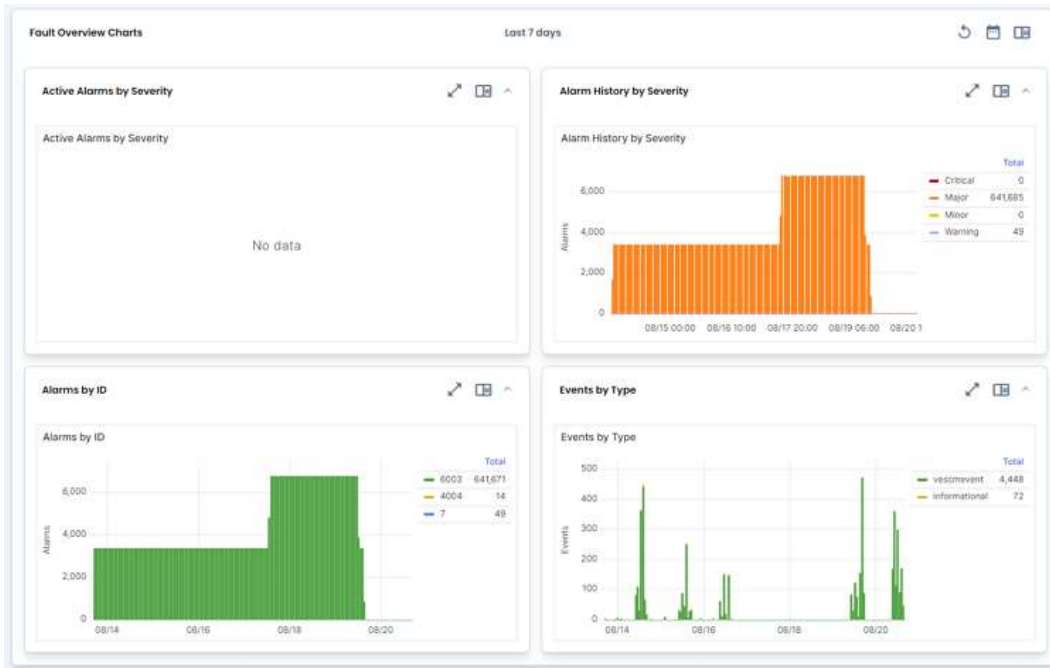 Fault Overview Charts
Last 7 days
Active Alarms by Severity
Active Alarms by Severity
No data
Alarm History by Severity
Alarm History by Severity
Total
Critical 0
Major 641,685
Minor 0
Warning 49
Alarms
6,000
4,000
2,000
0
08/15 00:00 08/16 10:00 08/17 20:00 08/19 06:00 08/20 1
Alarms by ID
Alarms by ID
Total
6003 641,671
4004 14
7 49
Alarms
6,000
4,000
2,000
0
08/14 08/16 08/18 08/20
Events by Type
Events by Type
Total
vescmevent 4,448
informational 72
Events
500
400
300
200
100
0
08/14 08/16 08/18 08/20